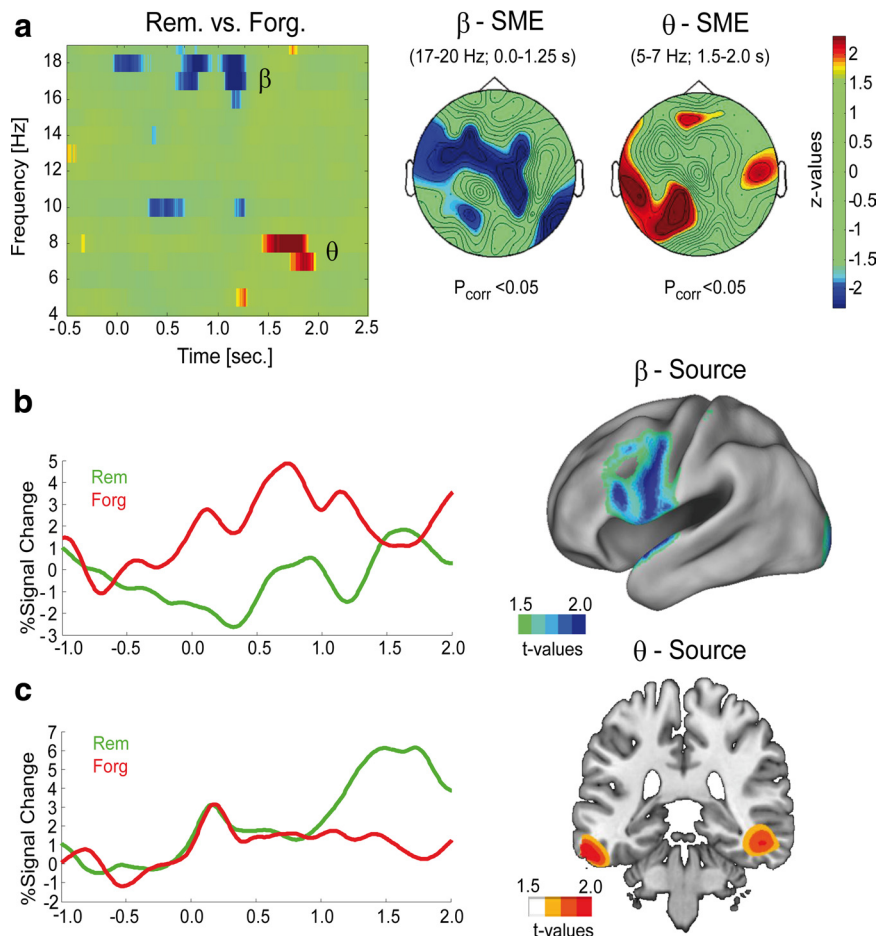 a
Rem. vs. Forg.
β - SME
θ - SME
(17-20 Hz; 0.0-1.25 s)
(5-7 Hz; 1.5-2.0 s)
Frequency [Hz]
18
16
14
12
10
8
6
4
β
θ
-0.5 0.0 0.5 1.0 1.5 2.0 2.5
Time [sec.]
Pcorr <0.05
Pcorr <0.05
2
1.5
1
0.5
0
-0.5
-1
-1.5
-2
z-values
b
β - Source
%Signal Change
5
4
3
2
1
0
-1
-2
-3
Rem
Forg
-1.0 -0.5 0.0 0.5 1.0 1.5 2.0
1.5 2.0
t-values
c
θ - Source
%Signal Change
7
6
5
4
3
2
1
0
-1
-2
Rem
Forg
-1.0 -0.5 0.0 0.5 1.0 1.5 2.0
1.5 2.0
t-values